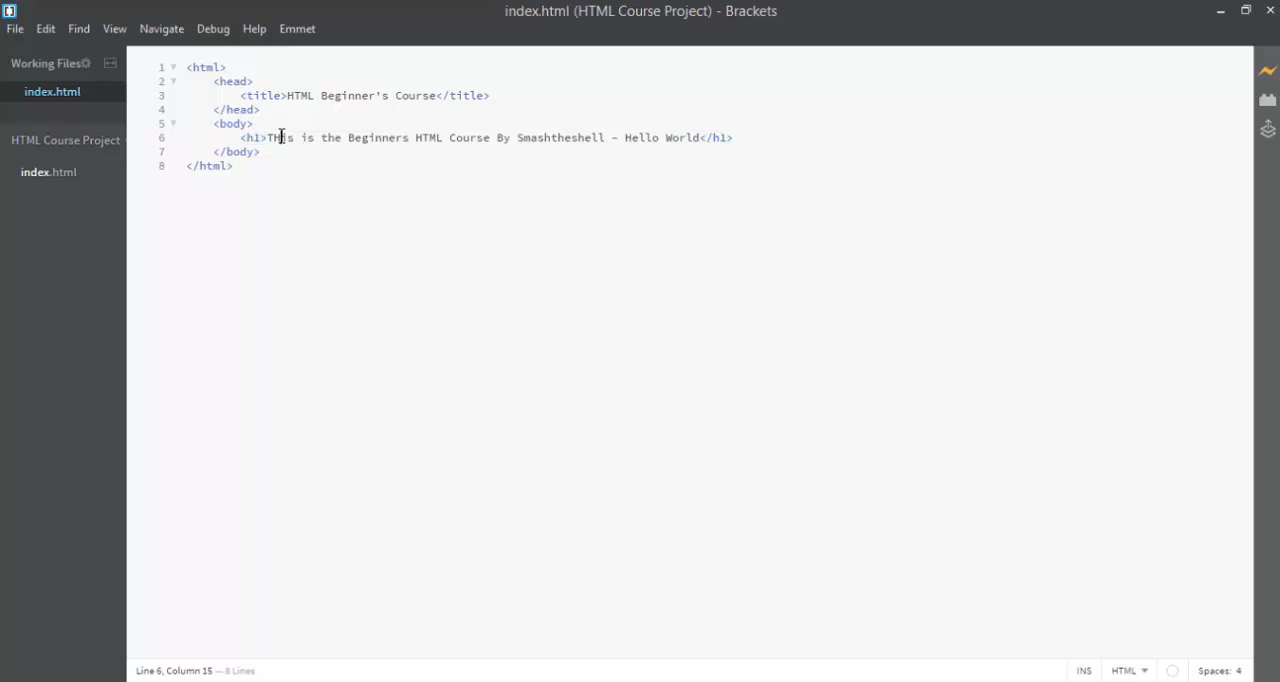 index.html (HTML Course Project) - Brackets
File Edit Find View Navigate Debug Help Emmet
Working Files
index.html
HTML Course Project
index.html
1 <html>
2 <head>
3 <title>HTML Beginner's Course</title>
4 </head>
5 <body>
6 <h1>This is the Beginners HTML Course By Smashtheshell - Hello World</h1>
7 </body>
8 </html>
Line 6, Column 15 — 8 Lines
INS HTML Spaces: 4